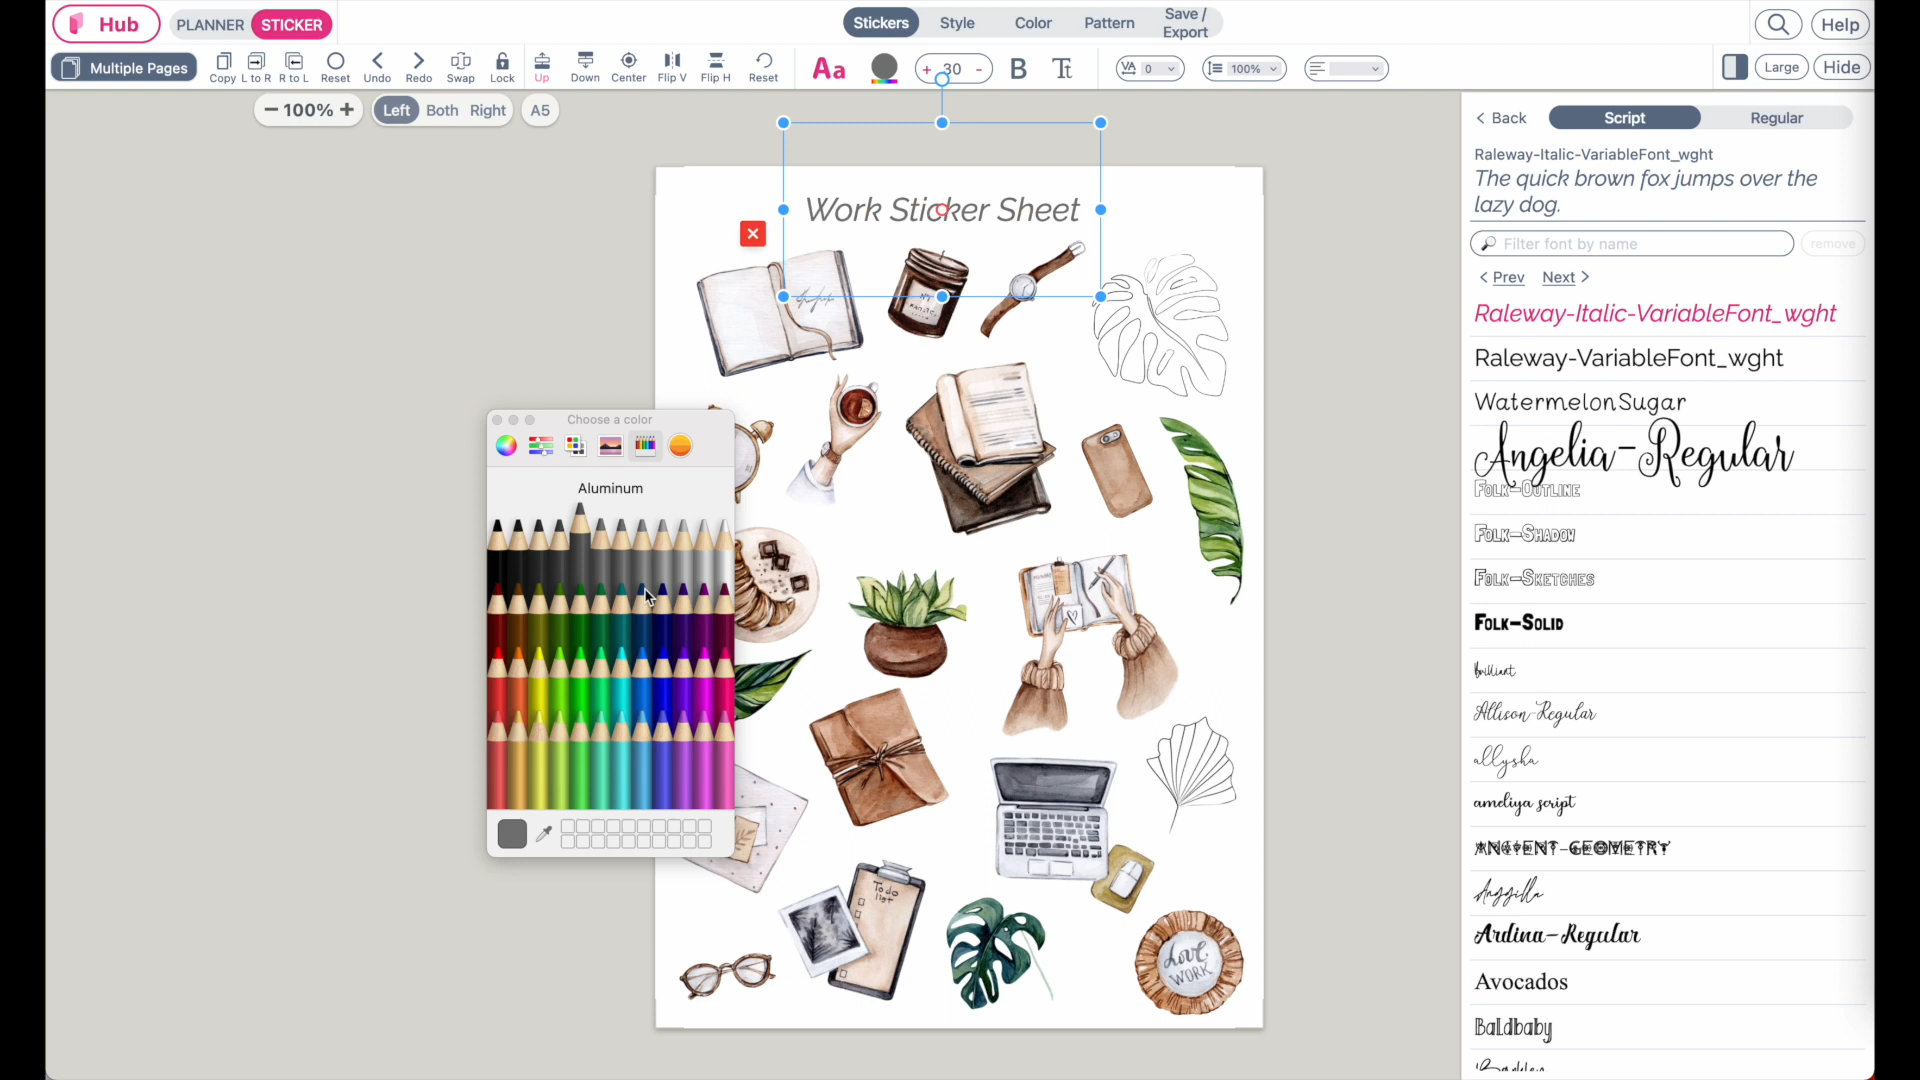 Hub
PLANNER STICKER
Stickers Style Color Pattern Save / Export
Help
Multiple Pages
Copy L to R R to L Reset Undo Redo Swap Lock Up Down Center Flip V Flip H Reset
Aa + 30 - B Tt VA 0 100%
Large Hide
− 100% +
Left Both Right
A5
< Back
Script Regular
Raleway-Italic-VariableFont_wght
The quick brown fox jumps over the
lazy dog.
Filter font by name
remove
< Prev Next >
Raleway-Italic-VariableFont_wght
Raleway-VariableFont_wght
WatermelonSugar
Angelia-Regular
Folk-Outline
Folk-Shadow
Folk-Sketches
Folk-Solid
Brilliant
Allison-Regular
allysha
ameliya script
ANCIENT-GEOMETRY
Anggilla
Ardina-Regular
Avocados
Baldbaby
Work Sticker Sheet
Choose a color
Aluminum
To do
list
Love
WORK